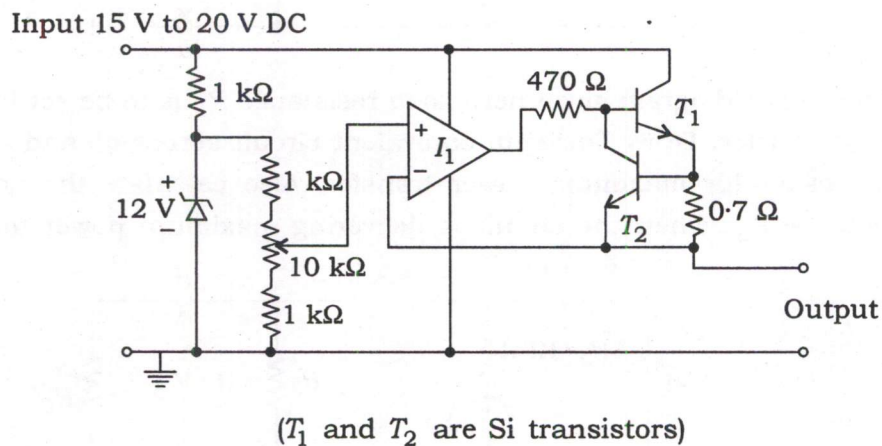 Input 15 V to 20 V DC
1 kΩ
470 Ω
T1
+
I1
−
1 kΩ
+
12 V
T2
0·7 Ω
10 kΩ
1 kΩ
Output
(T1 and T2 are Si transistors)